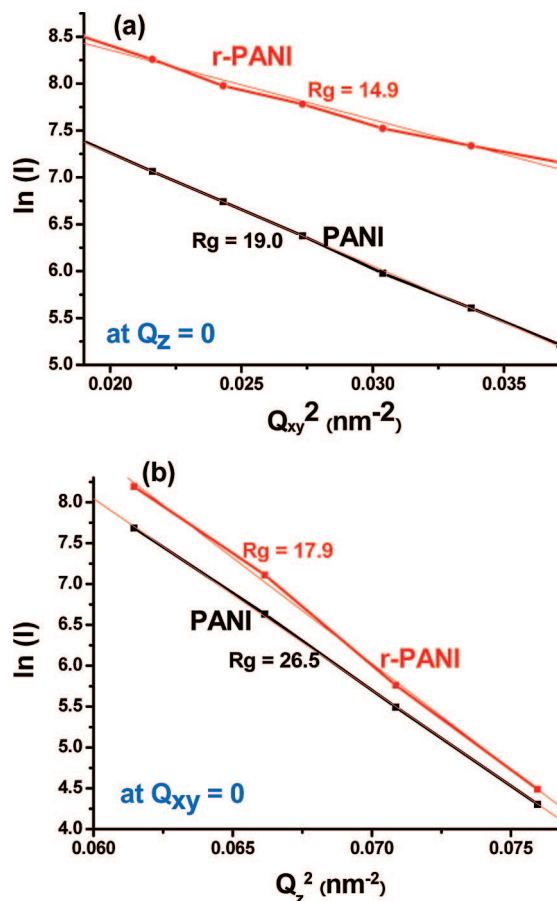 (a)
8.5
r-PANI
8.0
Rg = 14.9
7.5
ln (I)
7.0
6.5
Rg = 19.0
PANI
6.0
5.5
at Qz = 0
5.0
0.020 0.025 0.030 0.035
Qxy2 (nm-2)
(b)
8.0
Rg = 17.9
7.5
7.0
PANI
6.5
ln (I)
Rg = 26.5
r-PANI
6.0
5.5
5.0
at Qxy = 0
4.5
4.0
0.060 0.065 0.070 0.075
Qz2 (nm-2)